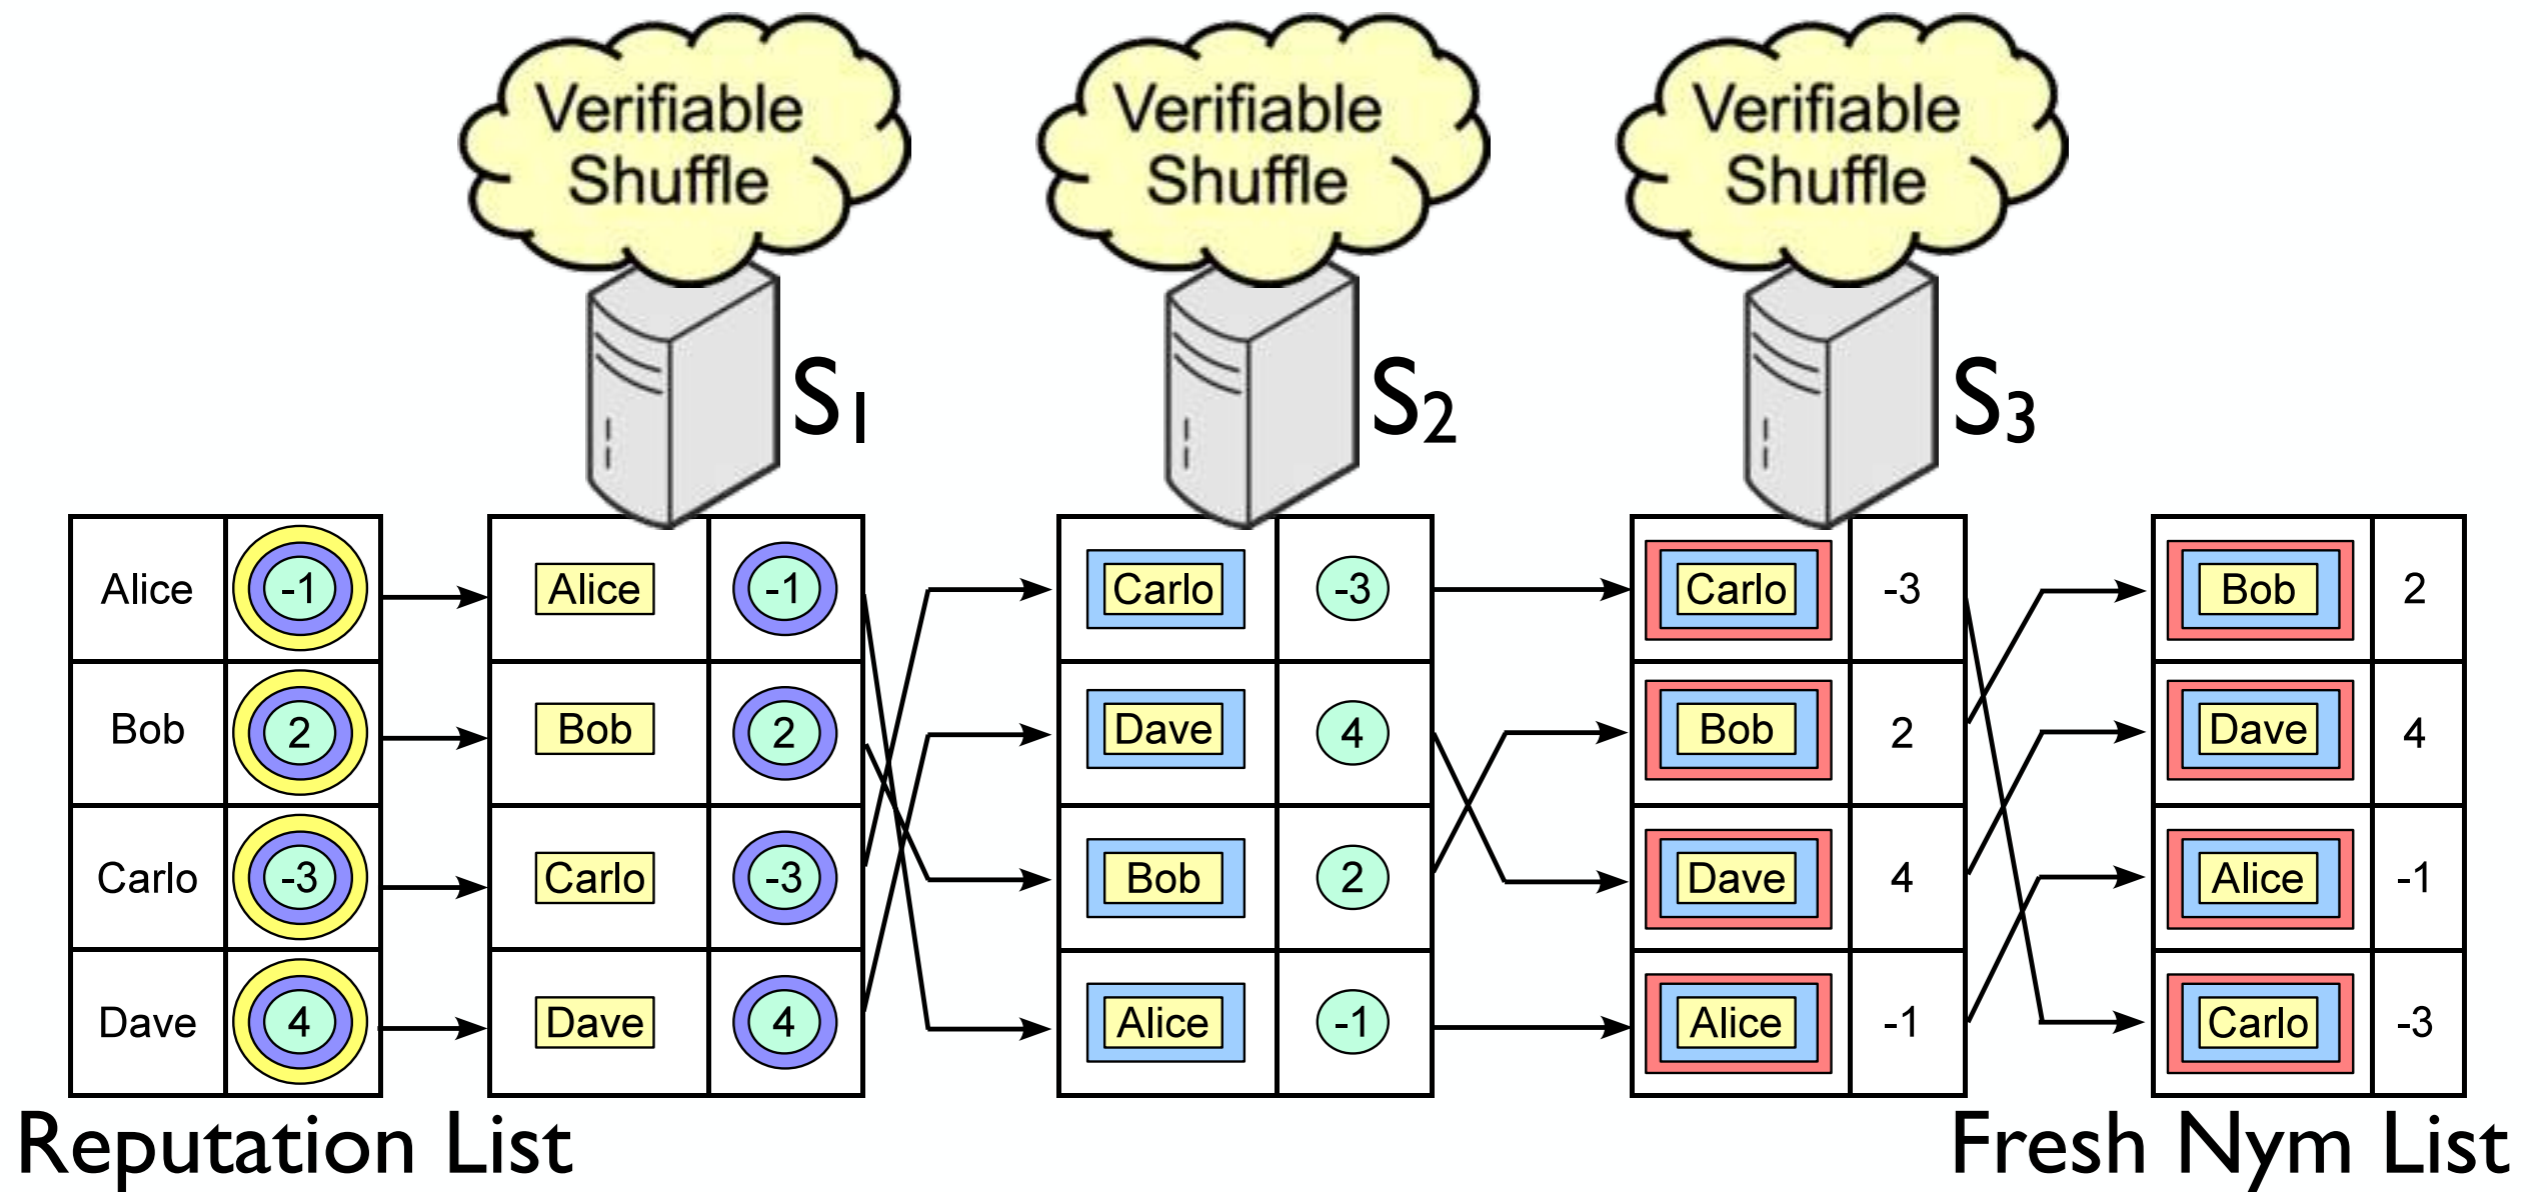 Verifiable
Shuffle
Verifiable
Shuffle
Verifiable
Shuffle
S1
S2
S3
Alice -1 Alice -1 Carlo -3 Carlo -3 Bob 2
Bob 2 Bob 2 Dave 4 Bob 2 Dave 4
Carlo -3 Carlo -3 Bob 2 Dave 4 Alice -1
Dave 4 Dave 4 Alice -1 Alice -1 Carlo -3
Reputation List
Fresh Nym List